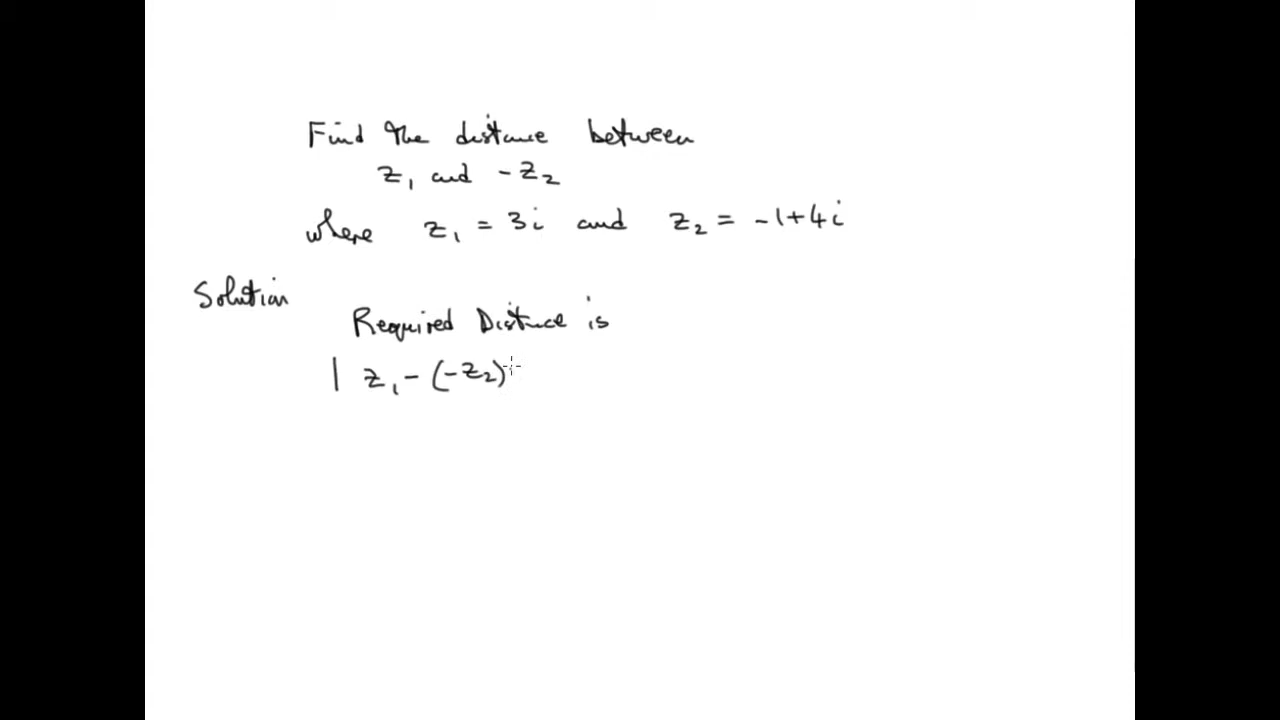 Find the distance between
z₁ and -z₂
where z₁ = 3i and z₂ = -1+4i
Solution
Required Distance is
| z₁ - (-z₂)